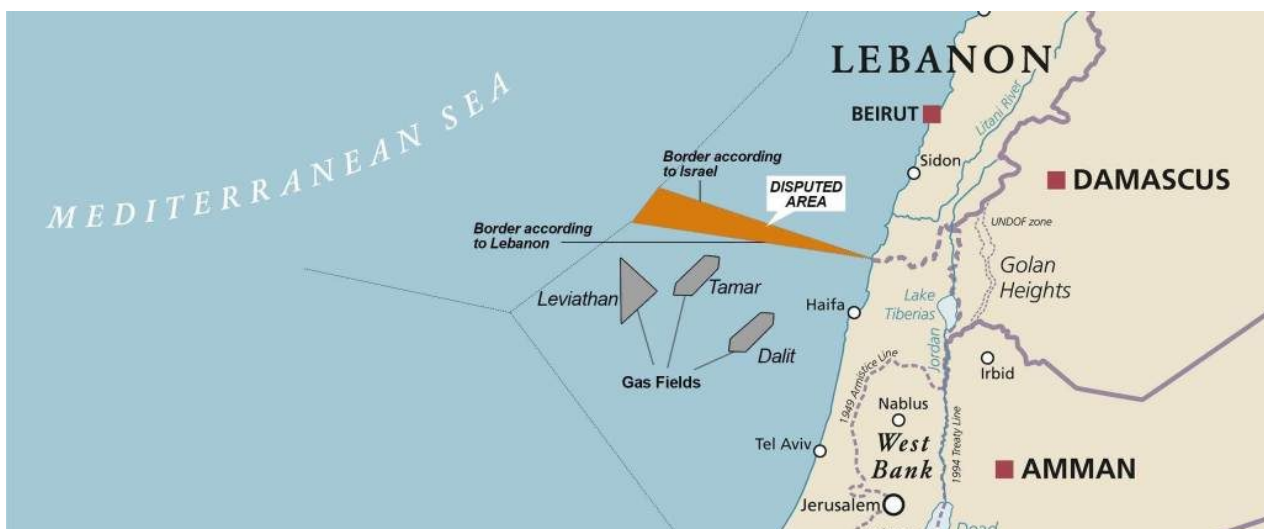 LEBANON
MEDITERRANEAN SEA
BEIRUT
Litani River
Sidon
Border according
to Israel
DISPUTED
AREA
DAMASCUS
UNDOF zone
Border according
to Lebanon
Golan
Heights
Leviathan
Tamar
Haifa
Lake
Tiberias
Jordan
Dalit
Irbid
Gas Fields
1949 Armistice Line
Nablus
Tel Aviv
West
Bank
1994 Treaty Line
AMMAN
Jerusalem
Dead